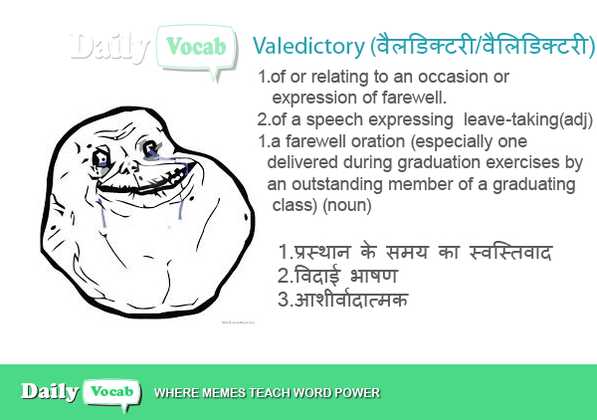 Daily Vocab
Valedictory (वैलडिक्टरी/वैलिडिक्टरी)
1.of or relating to an occasion or
expression of farewell.
2.of a speech expressing leave-taking(adj)
1.a farewell oration (especially one
delivered during graduation exercises by
an outstanding member of a graduating
class) (noun)
1.प्रस्थान के समय का स्वस्तिवाद
2.विदाई भाषण
3.आशीर्वादात्मक
Daily Vocab WHERE MEMES TEACH WORD POWER